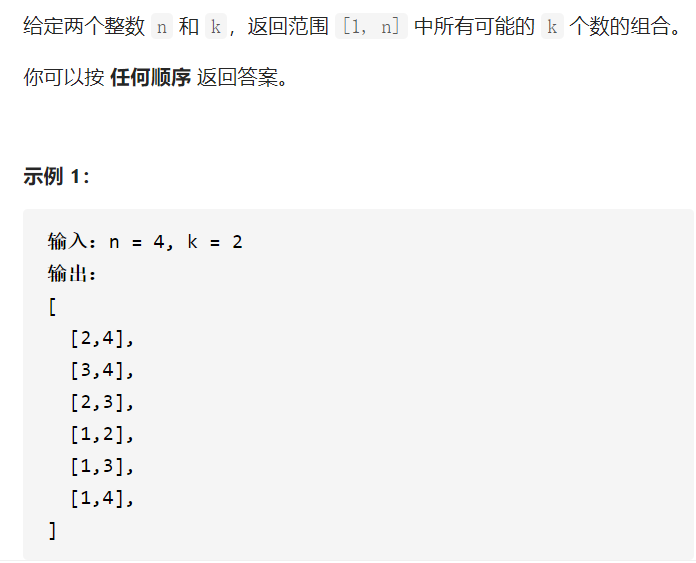 给定两个整数 n 和 k，返回范围 [1, n] 中所有可能的 k 个数的组合。
你可以按 任何顺序 返回答案。
示例 1：
输入：n = 4, k = 2
输出：
[
  [2,4],
  [3,4],
  [2,3],
  [1,2],
  [1,3],
  [1,4],
]